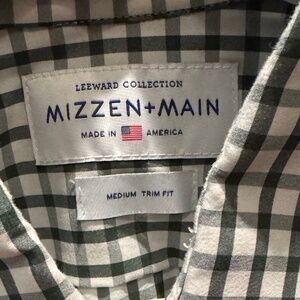 LEEWARD COLLECTION
MIZZEN+MAIN
MADE IN AMERICA
MEDIUM TRIM FIT